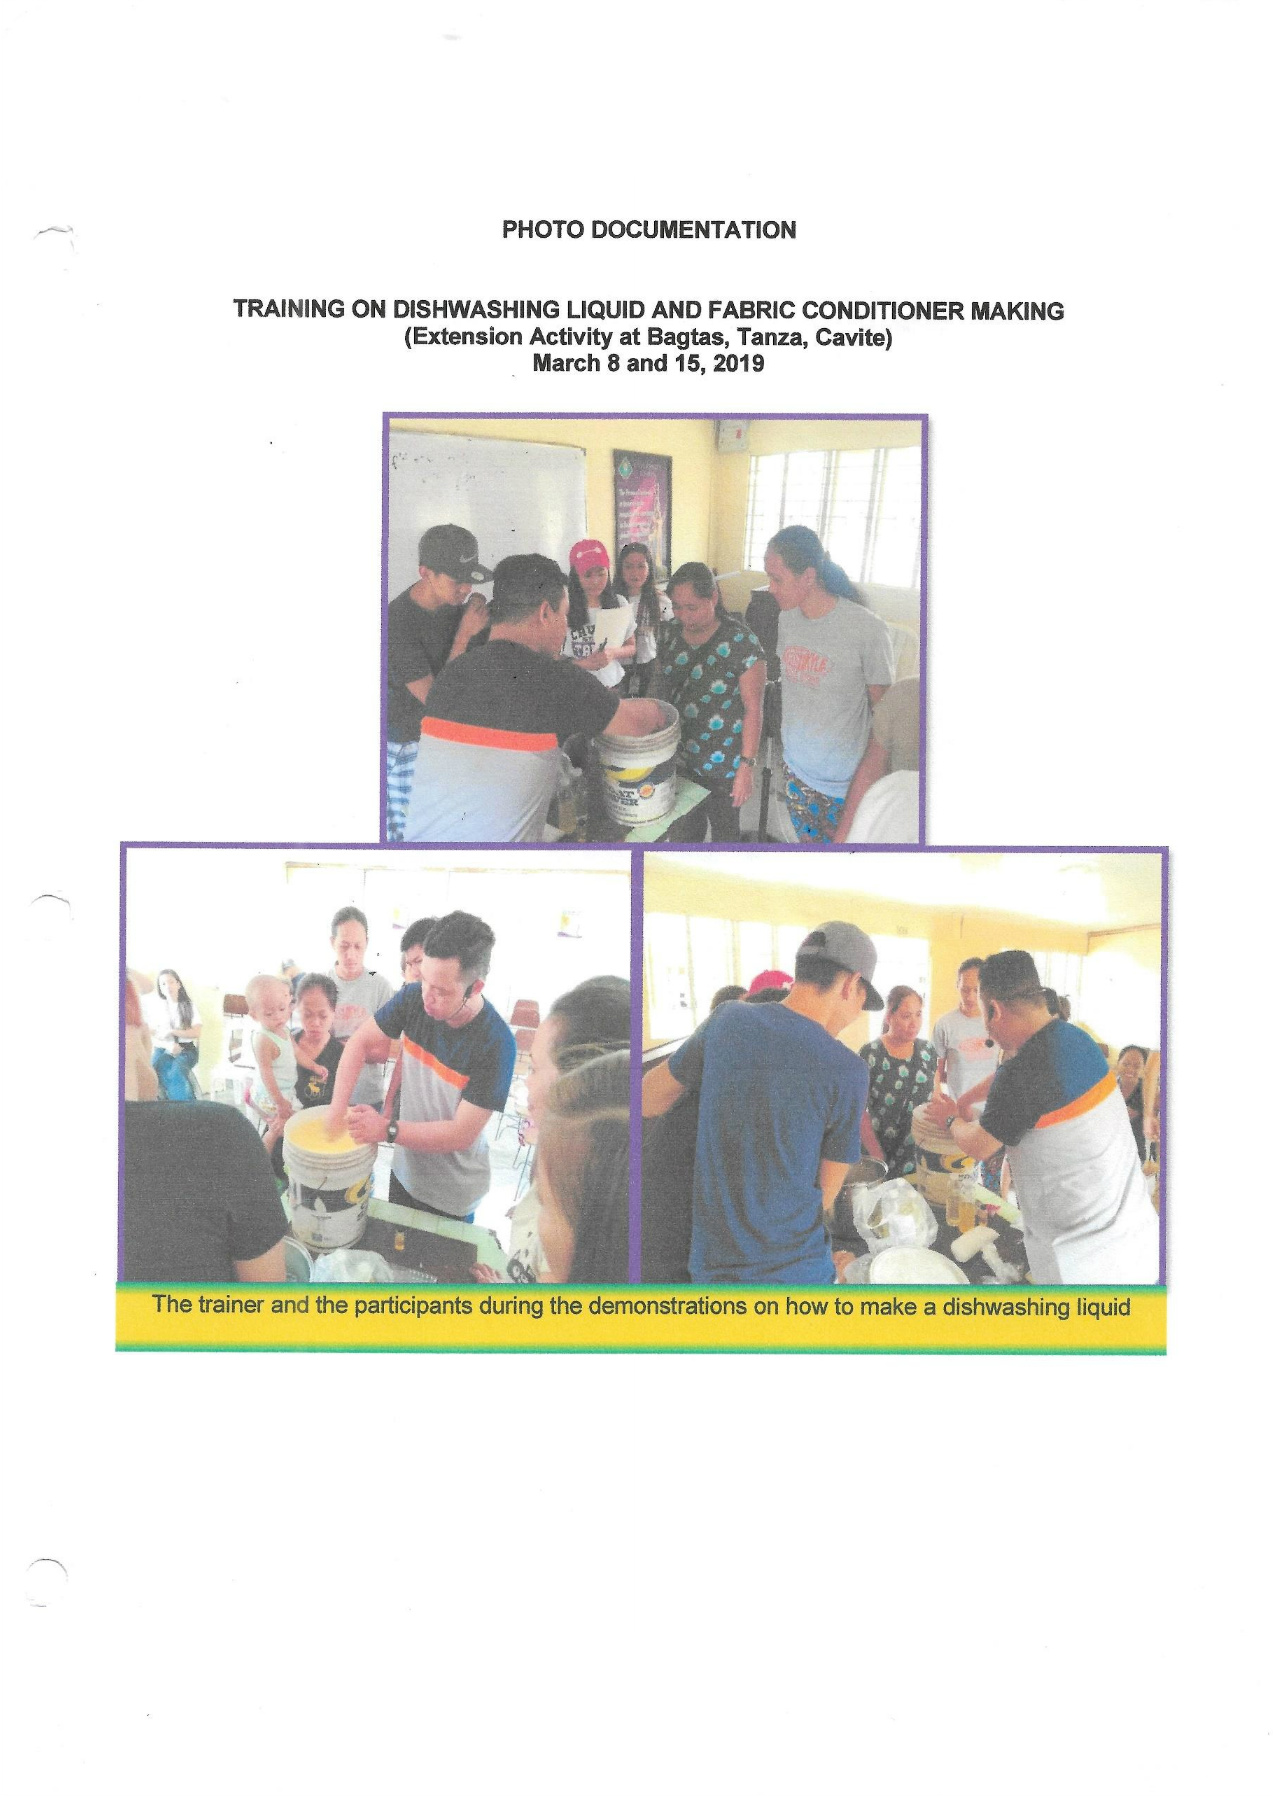 PHOTO DOCUMENTATION
TRAINING ON DISHWASHING LIQUID AND FABRIC CONDITIONER MAKING
(Extension Activity at Bagtas, Tanza, Cavite)
March 8 and 15, 2019
The trainer and the participants during the demonstrations on how to make a dishwashing liquid